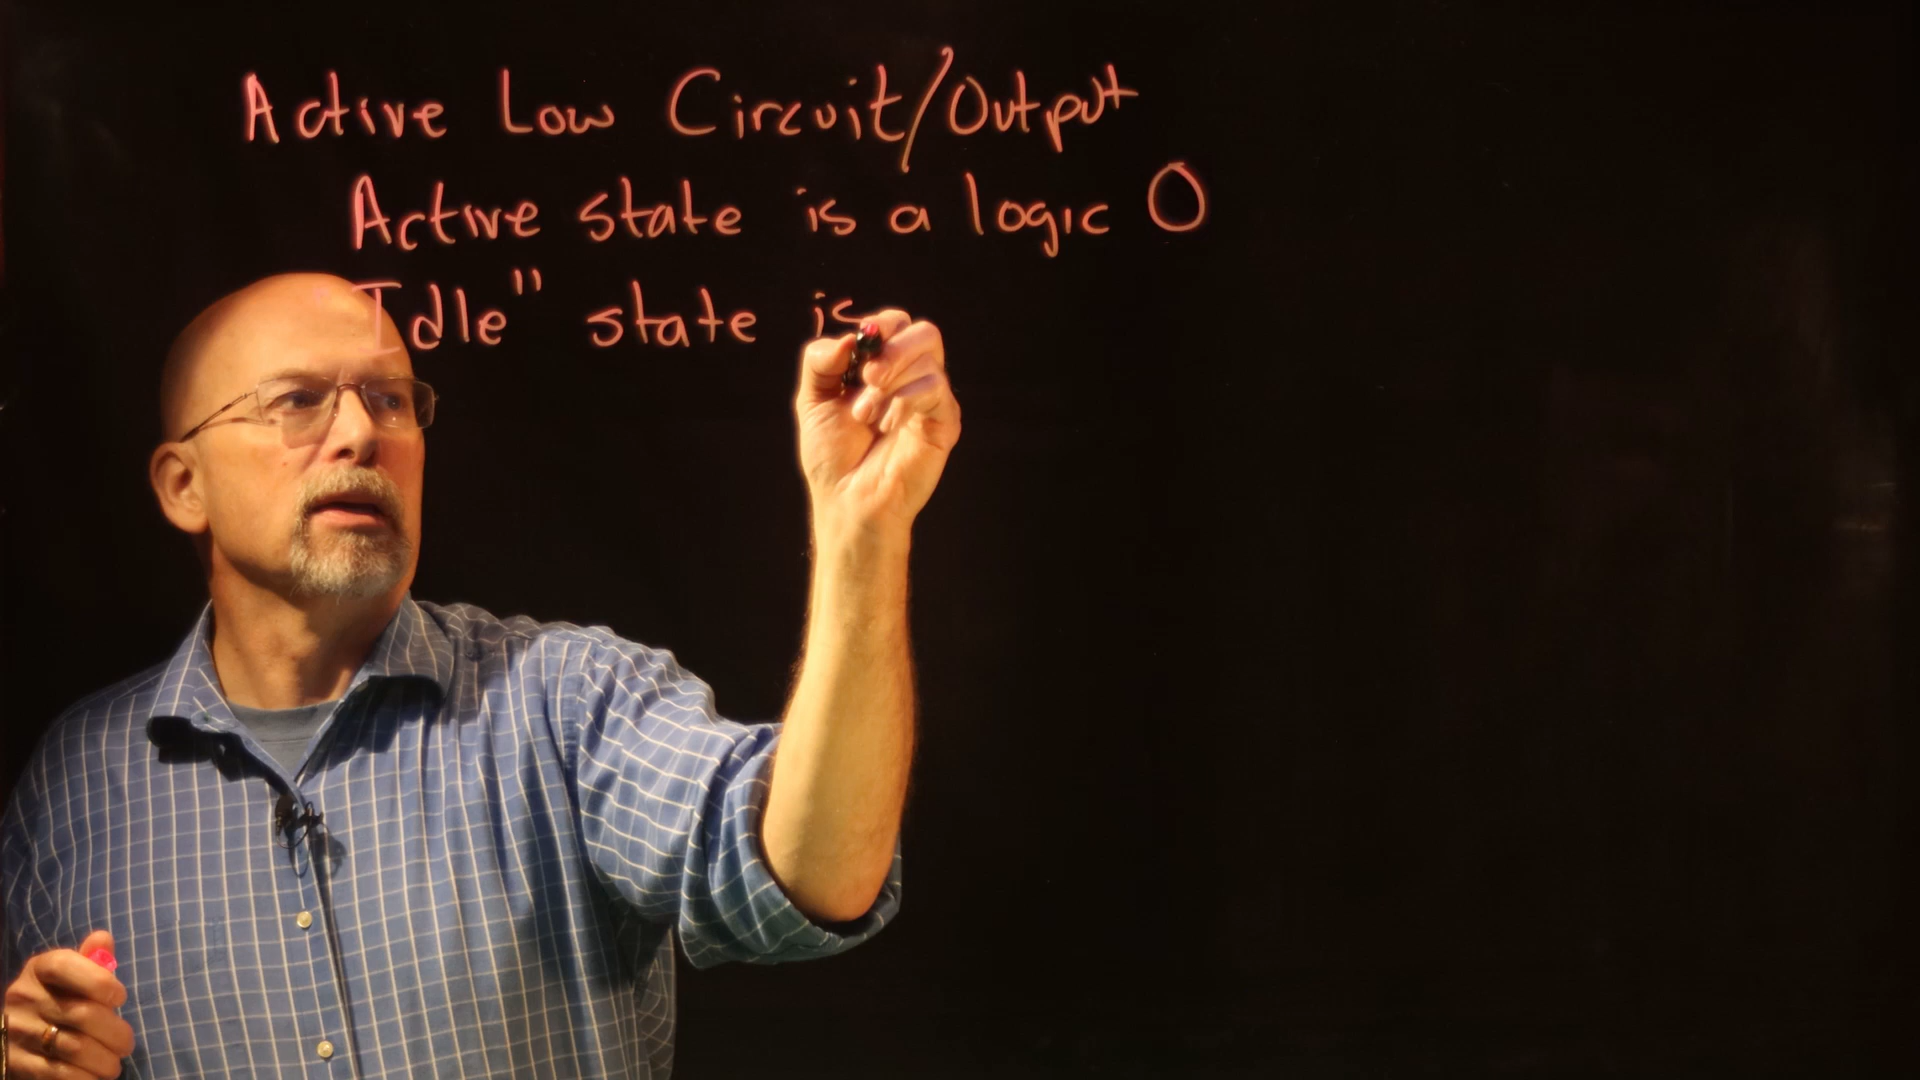 Active Low Circuit/Output
Active state is a logic 0
"Idle" state is